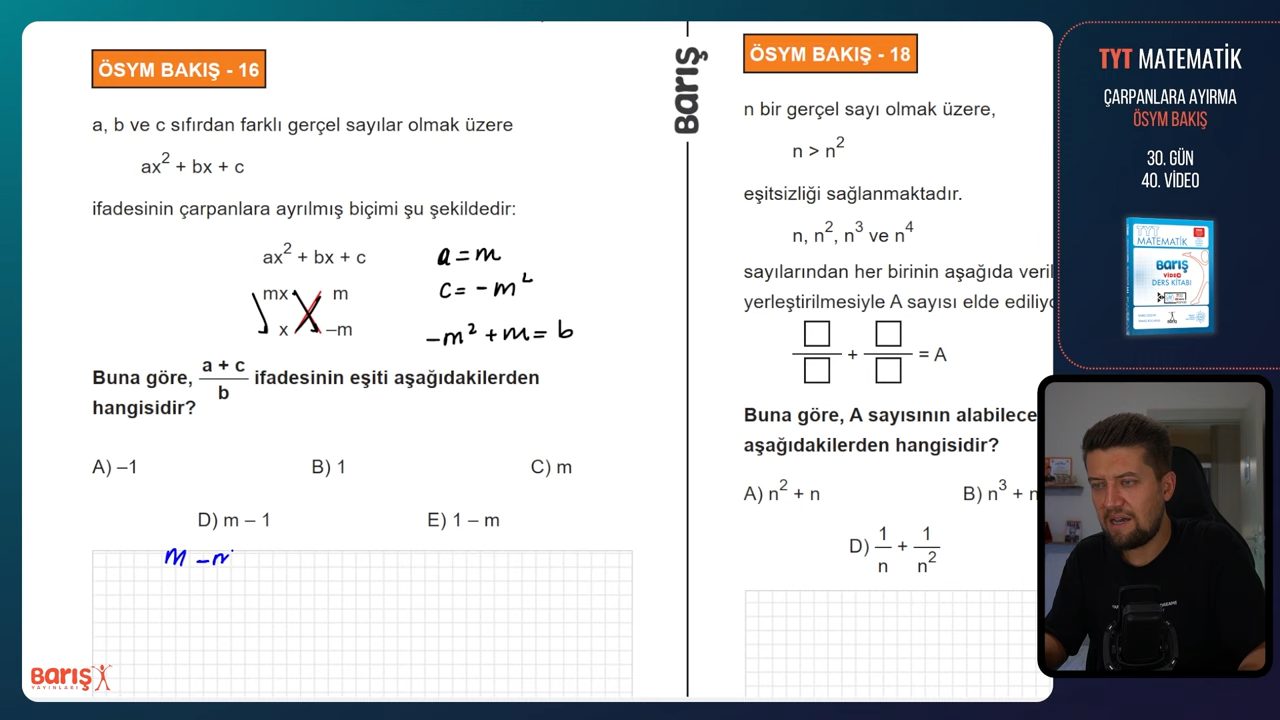 ÖSYM BAKIŞ - 16
a, b ve c sıfırdan farklı gerçel sayılar olmak üzere
ax² + bx + c
ifadesinin çarpanlara ayrılmış biçimi şu şekildedir:
ax² + bx + c
mx m
x –m
a = m
c = - m²
-m² + m = b
Buna göre, (a + c)/b ifadesinin eşiti aşağıdakilerden
hangisidir?
A) –1
B) 1
C) m
D) m – 1
E) 1 – m
m - m
Barış
YAYINLARI
Barış
ÖSYM BAKIŞ - 18
n bir gerçel sayı olmak üzere,
n > n²
eşitsizliği sağlanmaktadır.
n, n², n³ ve n⁴
sayılarından her birinin aşağıda veri
yerleştirilmesiyle A sayısı elde ediliyo
□/□ + □/□ = A
Buna göre, A sayısının alabilece
aşağıdakilerden hangisidir?
A) n² + n
B) n³ + n
D) 1/n + 1/n²
TYT MATEMATİK
ÇARPANLARA AYIRMA
ÖSYM BAKIŞ
30. GÜN
40. VİDEO
TYT
MATEMATİK
Barış
VİDEO
DERS KİTABI